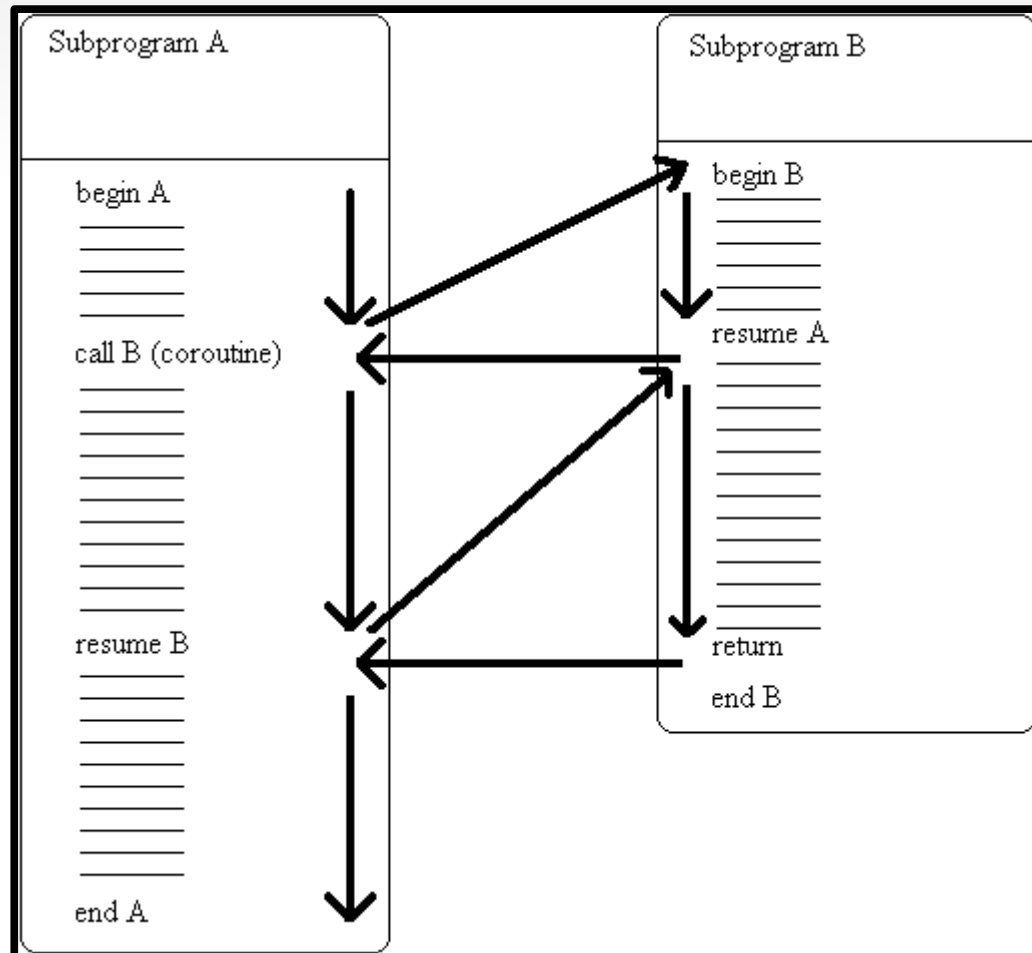 Subprogram A
begin A
call B (coroutine)
resume B
end A
Subprogram B
begin B
resume A
return
end B